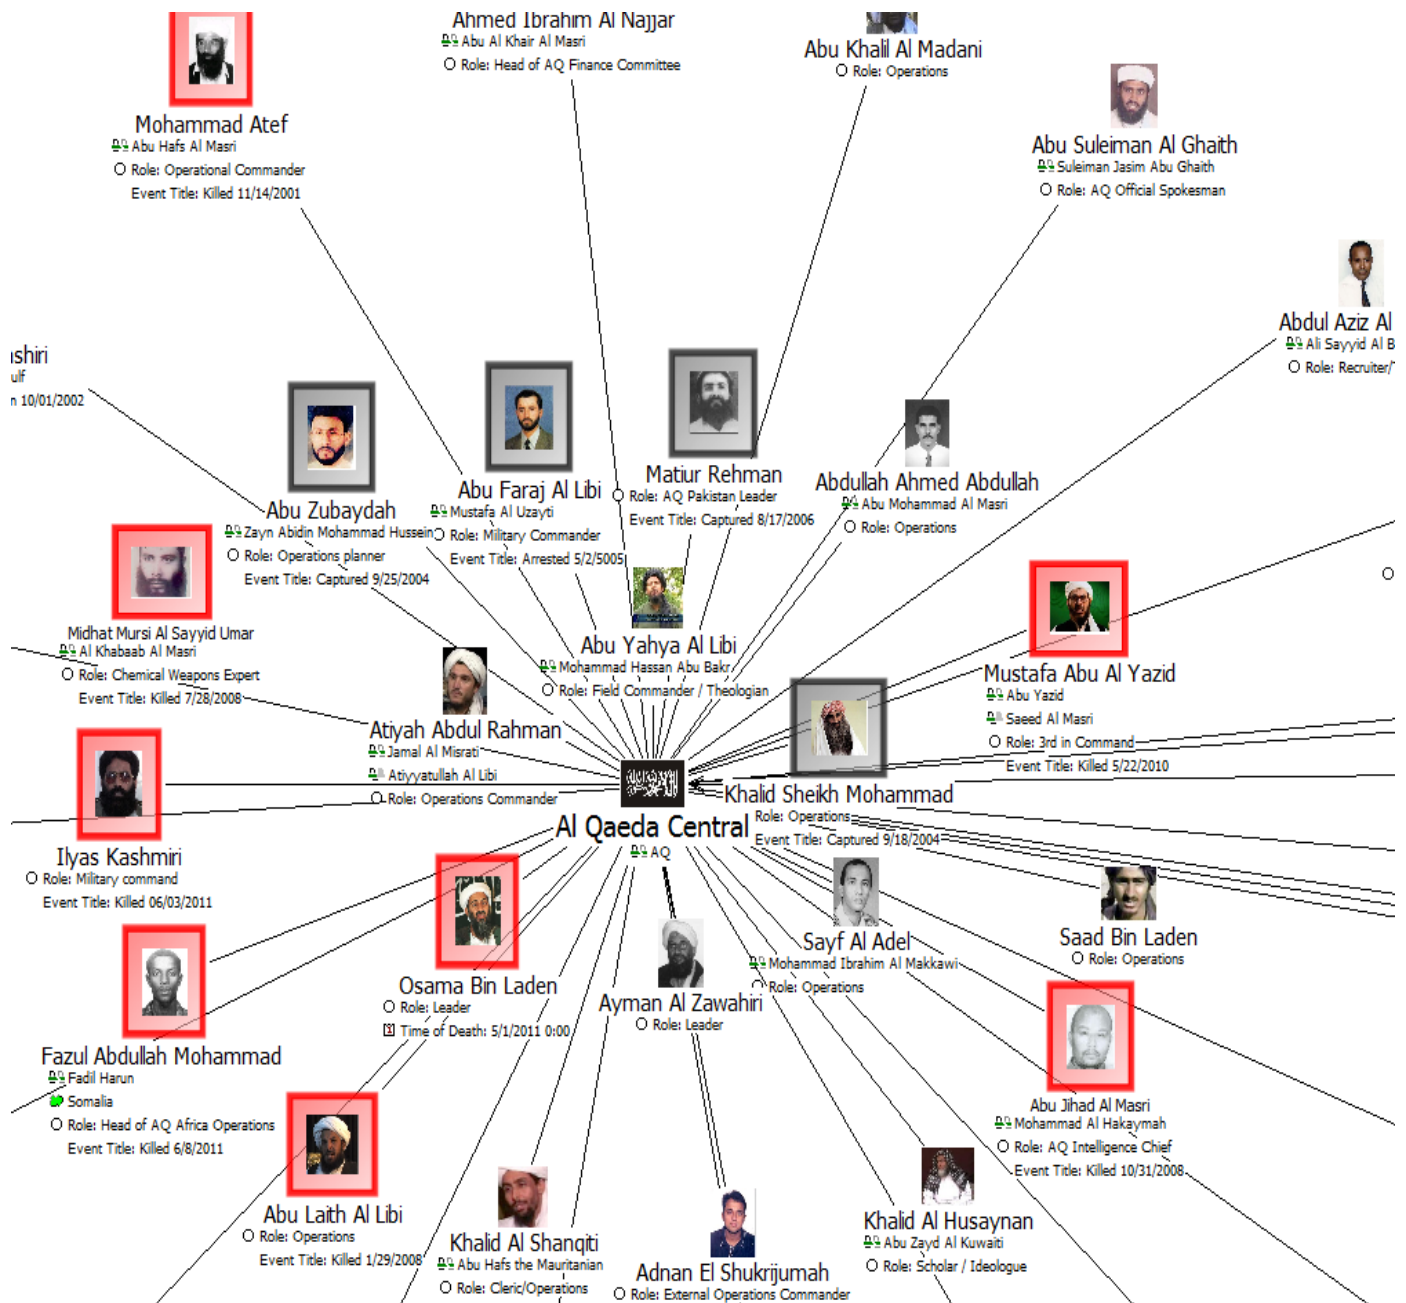 Ahmed Ibrahim Al Najjar
Abu Al Khair Al Masri
Role: Head of AQ Finance Committee
Abu Khalil Al Madani
Role: Operations
Mohammad Atef
Abu Hafs Al Masri
Role: Operational Commander
Event Title: Killed 11/14/2001
Abu Suleiman Al Ghaith
Suleiman Jasim Abu Ghaith
Role: AQ Official Spokesman
Abdul Aziz Al
Ali Sayyid Al B
Role: Recruiter/
shiri
ulf
n 10/01/2002
Abu Zubaydah
Zayn Abidin Mohammad Hussein
Role: Operations planner
Event Title: Captured 9/25/2004
Abu Faraj Al Libi
Mustafa Al Uzayti
Role: Military Commander
Event Title: Arrested 5/2/5005
Matiur Rehman
Role: AQ Pakistan Leader
Event Title: Captured 8/17/2006
Abdullah Ahmed Abdullah
Abu Mohammad Al Masri
Role: Operations
Midhat Mursi Al Sayyid Umar
Al Khabaab Al Masri
Role: Chemical Weapons Expert
Event Title: Killed 7/28/2008
Abu Yahya Al Libi
Mohammad Hassan Abu Bakr
Role: Field Commander / Theologian
Mustafa Abu Al Yazid
Abu Yazid
Saeed Al Masri
Role: 3rd in Command
Event Title: Killed 5/22/2010
Atiyah Abdul Rahman
Jamal Al Misrati
Atiyyatullah Al Libi
Role: Operations Commander
Khalid Sheikh Mohammad
Role: Operations
Event Title: Captured 9/18/2004
Al Qaeda Central
AQ
Ilyas Kashmiri
Role: Military command
Event Title: Killed 06/03/2011
Osama Bin Laden
Role: Leader
Time of Death: 5/1/2011 0:00
Ayman Al Zawahiri
Role: Leader
Sayf Al Adel
Mohammad Ibrahim Al Makkawi
Role: Operations
Saad Bin Laden
Role: Operations
Fazul Abdullah Mohammad
Fadil Harun
Somalia
Role: Head of AQ Africa Operations
Event Title: Killed 6/8/2011
Abu Jihad Al Masri
Mohammad Al Hakaymah
Role: AQ Intelligence Chief
Event Title: Killed 10/31/2008
Abu Laith Al Libi
Role: Operations
Event Title: Killed 1/29/2008
Khalid Al Shanqiti
Abu Hafs the Mauritanian
Role: Cleric/Operations
Adnan El Shukrijumah
Role: External Operations Commander
Khalid Al Husaynan
Abu Zayd Al Kuwaiti
Role: Scholar / Ideologue